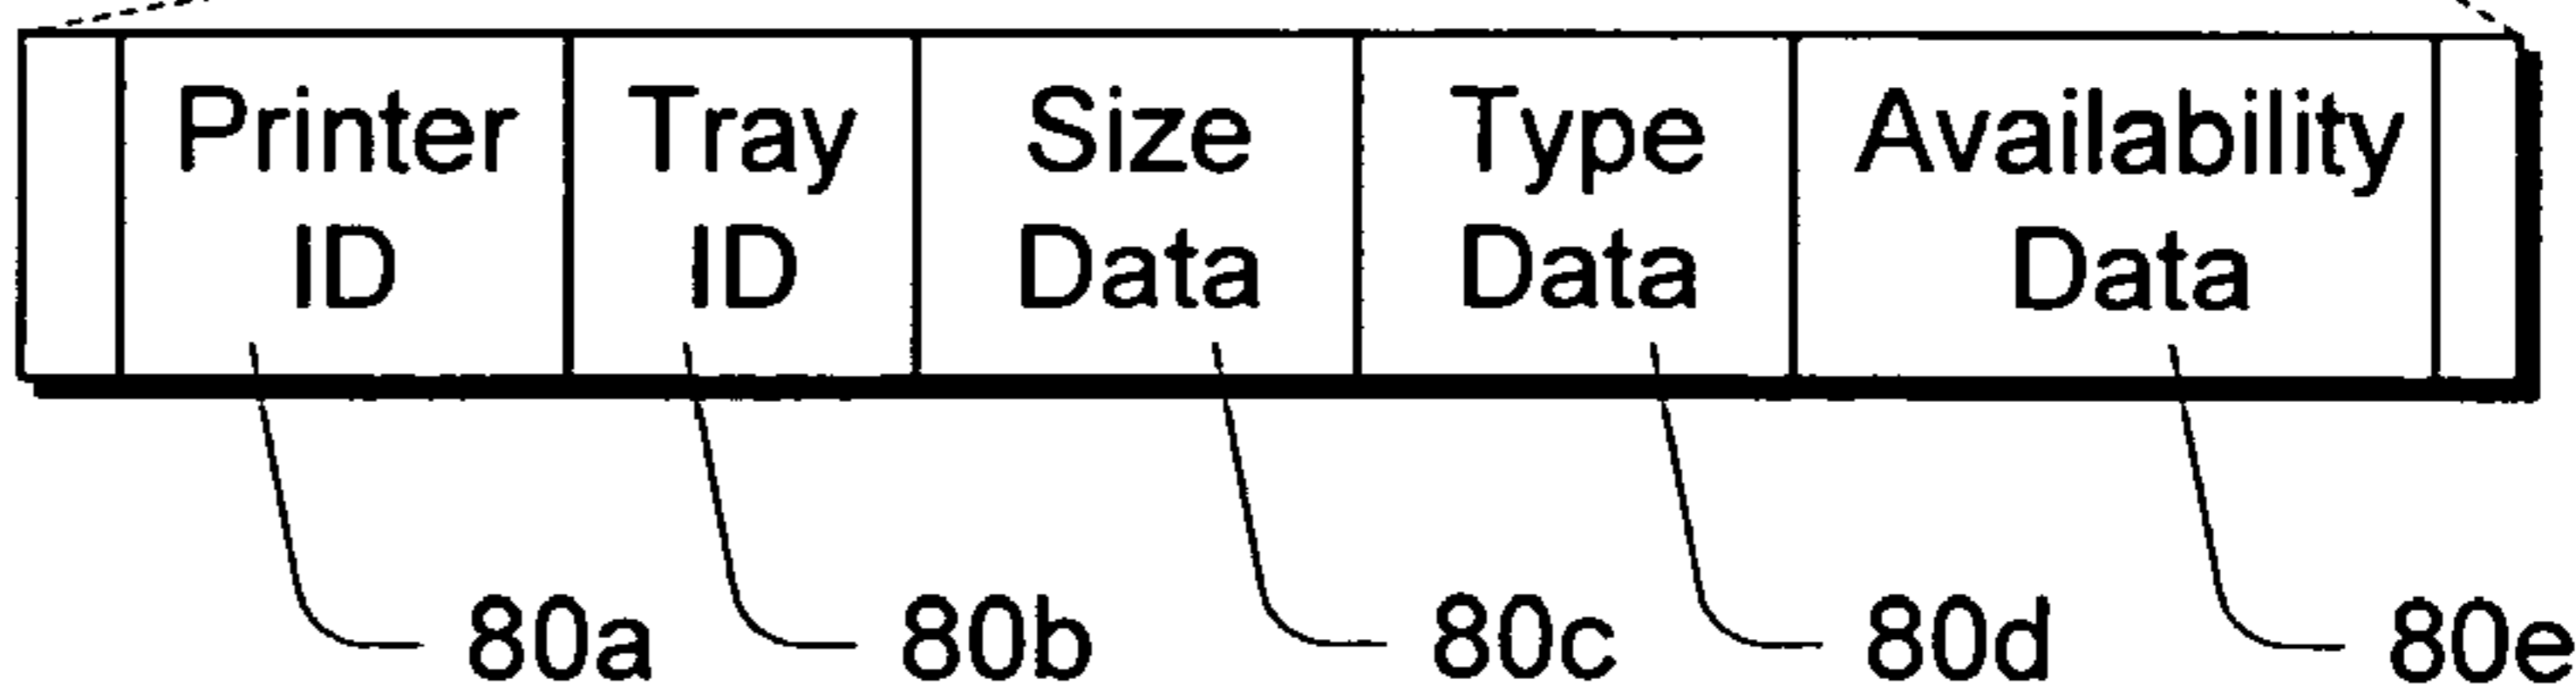 Printer Tray Size Type Availability
ID ID Data Data Data
80a 80b 80c 80d 80e